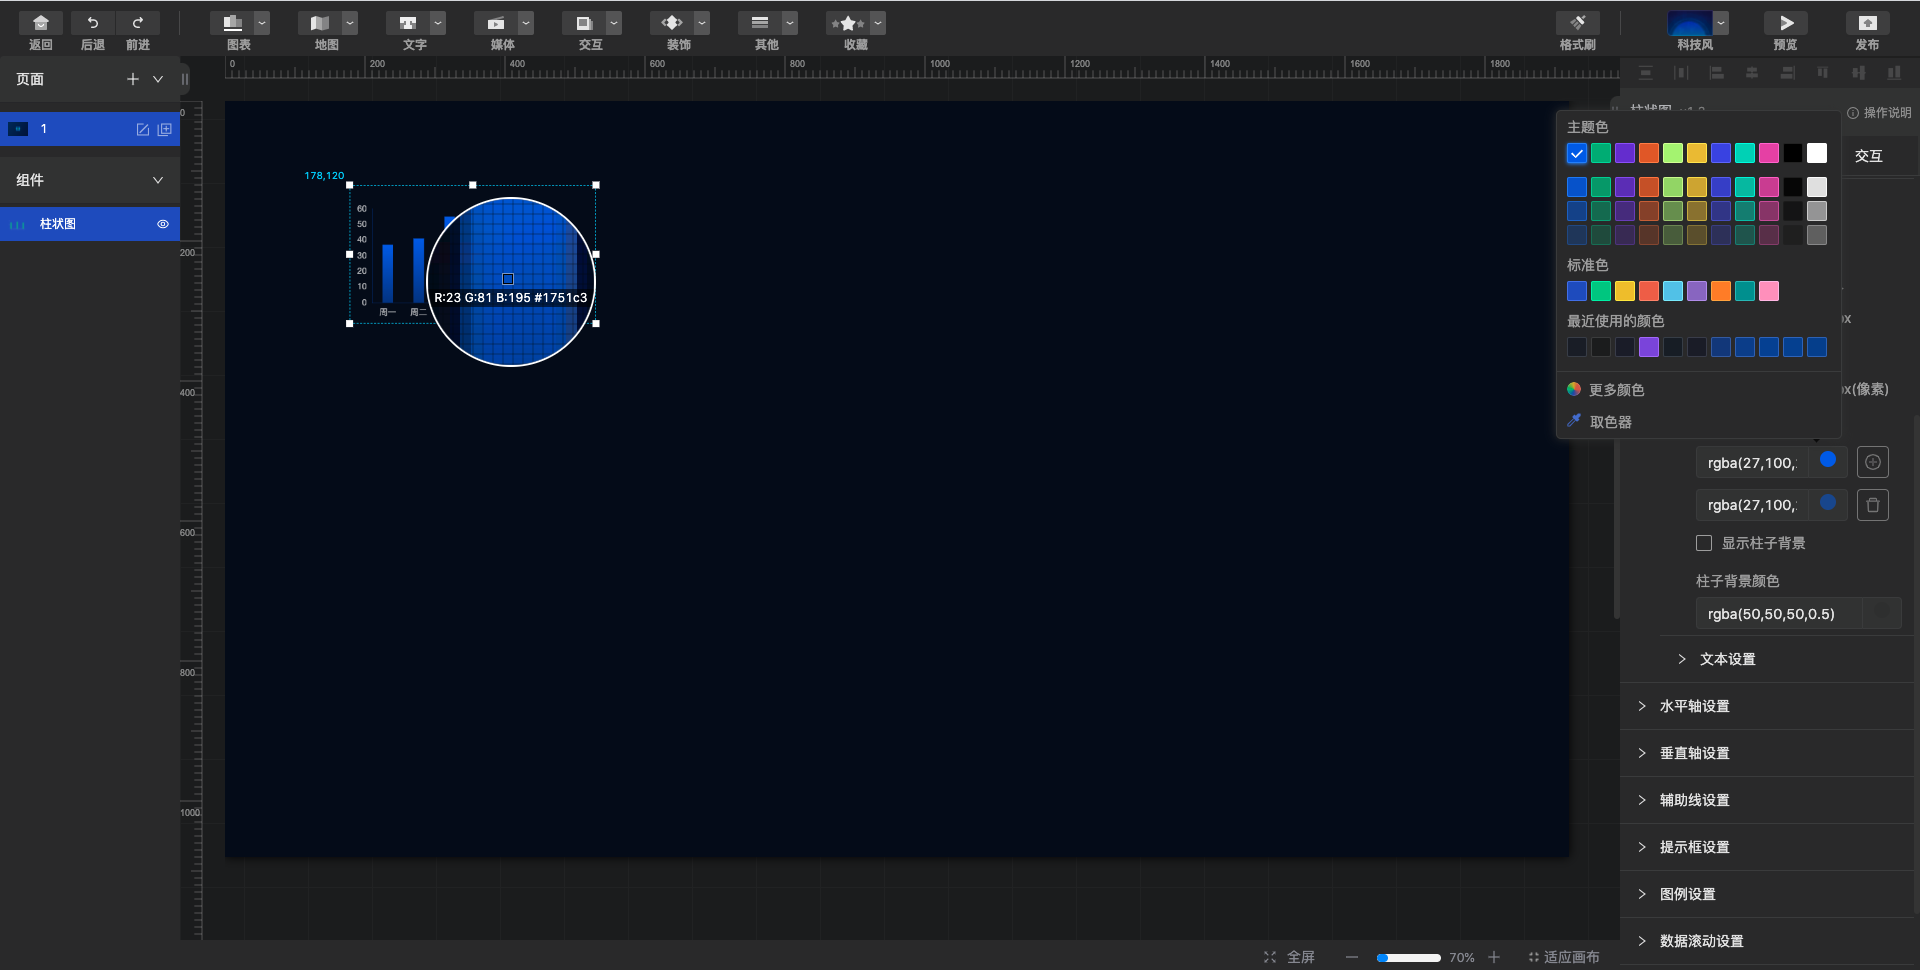 返回
后退
前进
图表
地图
文字
媒体
交互
装饰
其他
收藏
格式刷
科技风
预览
发布
页面
1
组件
柱状图
0
200
400
600
800
1000
1200
1400
1600
1800
0
200
400
600
800
1000
178,120
60
50
40
30
20
10
0
周一
周二
R:23 G:81 B:195 #1751c3
操作说明
交互
主题色
标准色
最近使用的颜色
更多颜色
取色器
x(像素)
rgba(27,100,
rgba(27,100,
显示柱子背景
柱子背景颜色
rgba(50,50,50,0.5)
文本设置
水平轴设置
垂直轴设置
辅助线设置
提示框设置
图例设置
数据滚动设置
全屏
70%
适应画布